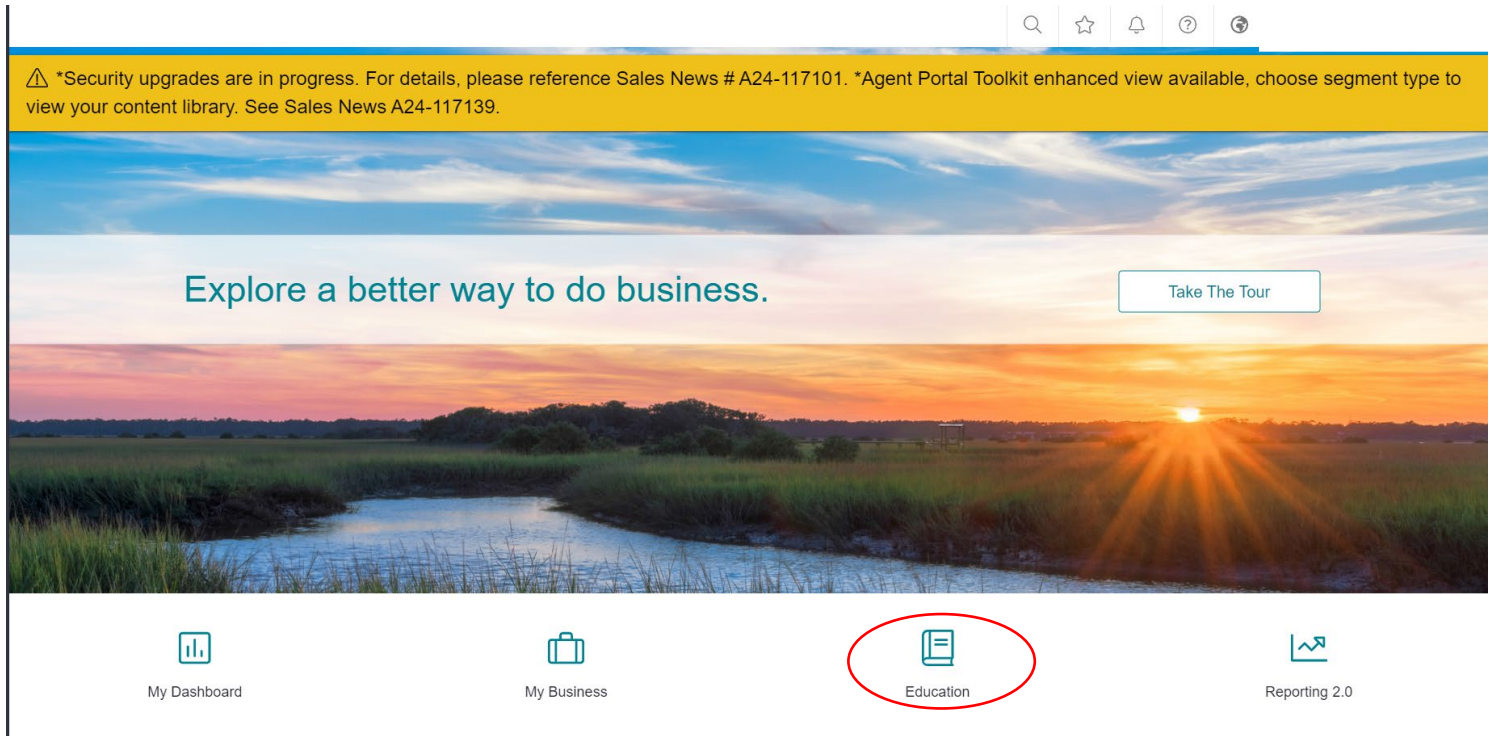 *Security upgrades are in progress. For details, please reference Sales News # A24-117101. *Agent Portal Toolkit enhanced view available, choose segment type to
view your content library. See Sales News A24-117139.
Explore a better way to do business.
Take The Tour
My Dashboard
My Business
Education
Reporting 2.0